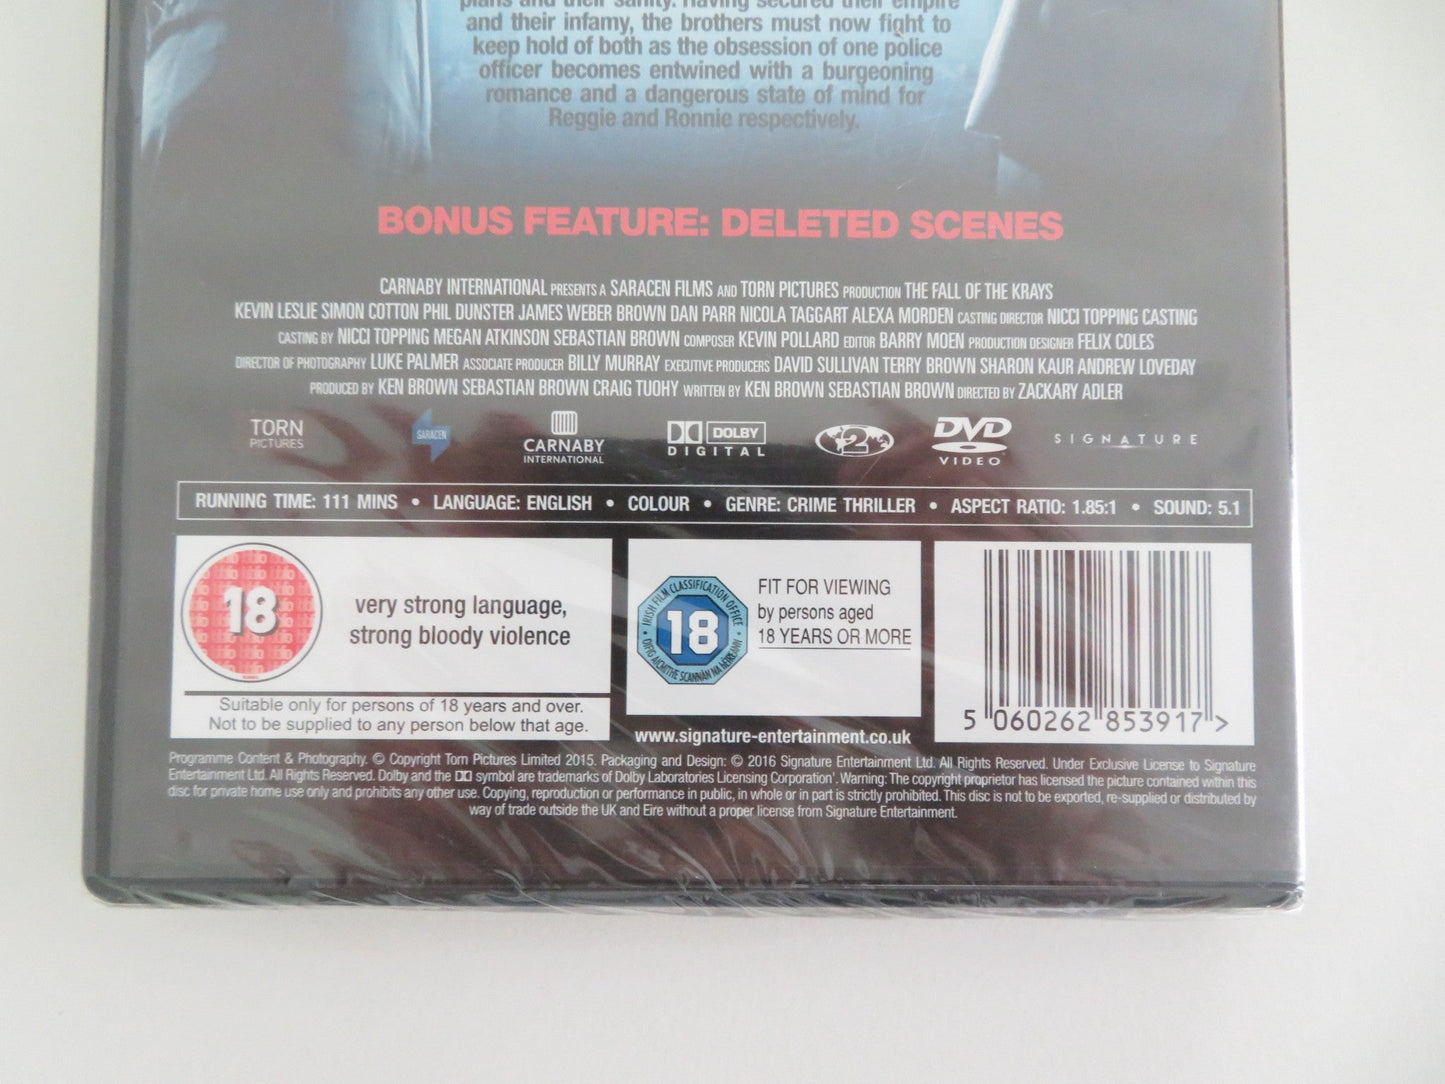 plans and their sanity. Having secured their empire
and their infamy, the brothers must now fight to
keep hold of both as the obsession of one police
officer becomes entwined with a burgeoning
romance and a dangerous state of mind for
Reggie and Ronnie respectively.
BONUS FEATURE: DELETED SCENES
CARNABY INTERNATIONAL PRESENTS A SARACEN FILMS AND TORN PICTURES PRODUCTION THE FALL OF THE KRAYS
KEVIN LESLIE SIMON COTTON PHIL DUNSTER JAMES WEBER BROWN DAN PARR NICOLA TAGGART ALEXA MORDEN CASTING DIRECTOR NICCI TOPPING CASTING
CASTING BY NICCI TOPPING MEGAN ATKINSON SEBASTIAN BROWN COMPOSER KEVIN POLLARD EDITOR BARRY MOEN PRODUCTION DESIGNER FELIX COLES
DIRECTOR OF PHOTOGRAPHY LUKE PALMER ASSOCIATE PRODUCER BILLY MURRAY EXECUTIVE PRODUCERS DAVID SULLIVAN TERRY BROWN SHARON KAUR ANDREW LOVEDAY
PRODUCED BY KEN BROWN SEBASTIAN BROWN CRAIG TUOHY WRITTEN BY KEN BROWN SEBASTIAN BROWN DIRECTED BY ZACKARY ADLER
TORN
PICTURES
SARACEN
CARNABY
INTERNATIONAL
DOLBY
DIGITAL
2
DVD
VIDEO
SIGNATURE
RUNNING TIME: 111 MINS • LANGUAGE: ENGLISH • COLOUR • GENRE: CRIME THRILLER • ASPECT RATIO: 1.85:1 • SOUND: 5.1
18
very strong language,
strong bloody violence
Suitable only for persons of 18 years and over.
Not to be supplied to any person below that age.
IRISH FILM CLASSIFICATION OFFICE
18
OIFIG AICMITHE SCANNÁN NA hÉIREANN
FIT FOR VIEWING
by persons aged
18 YEARS OR MORE
www.signature-entertainment.co.uk
5 060262 853917 >
Programme Content & Photography. © Copyright Torn Pictures Limited 2015. Packaging and Design: © 2016 Signature Entertainment Ltd. All Rights Reserved. Under Exclusive License to Signature
Entertainment Ltd. All Rights Reserved. Dolby and the symbol are trademarks of Dolby Laboratories Licensing Corporation'. Warning: The copyright proprietor has licensed the picture contained within this
disc for private home use only and prohibits any other use. Copying, reproduction or performance in public, in whole or in part is strictly prohibited. This disc is not to be exported, re-supplied or distributed by
way of trade outside the UK and Eire without a proper license from Signature Entertainment.